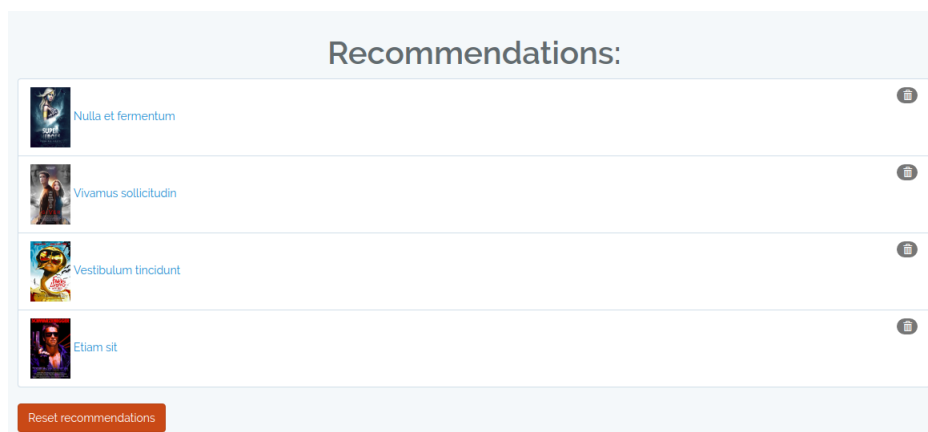 Recommendations:
Nulla et fermentum
Vivamus sollicitudin
Vestibulum tincidunt
Etiam sit
Reset recommendations